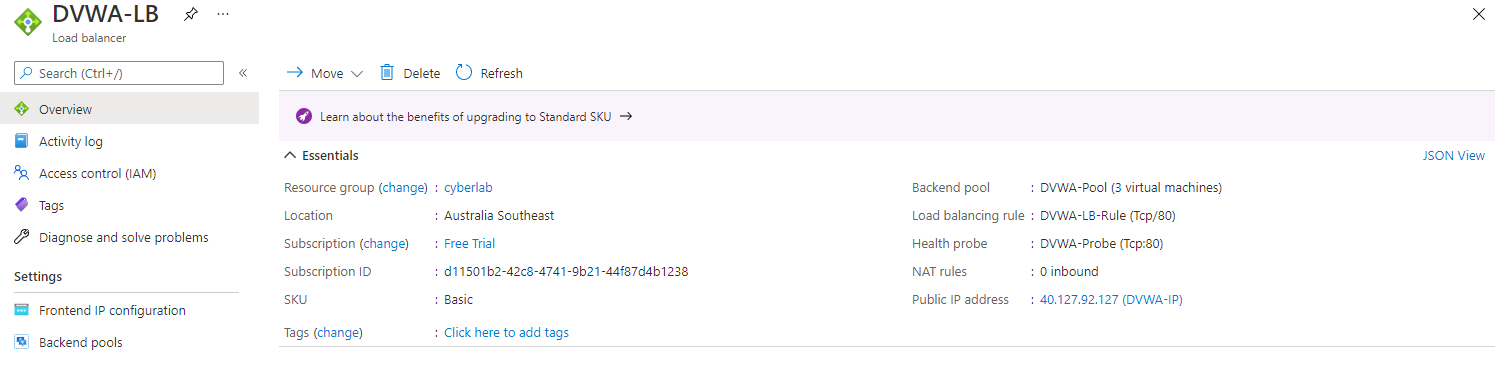 DVWA-LB
Load balancer
Search (Ctrl+/)
Overview
Activity log
Access control (IAM)
Tags
Diagnose and solve problems
Settings
Frontend IP configuration
Backend pools
Move Delete Refresh
Learn about the benefits of upgrading to Standard SKU
Essentials JSON View
Resource group (change) : cyberlab
Location : Australia Southeast
Subscription (change) : Free Trial
Subscription ID : d11501b2-42c8-4741-9b21-44f87d4b1238
SKU : Basic
Tags (change) : Click here to add tags
Backend pool : DVWA-Pool (3 virtual machines)
Load balancing rule : DVWA-LB-Rule (Tcp/80)
Health probe : DVWA-Probe (Tcp:80)
NAT rules : 0 inbound
Public IP address : 40.127.92.127 (DVWA-IP)